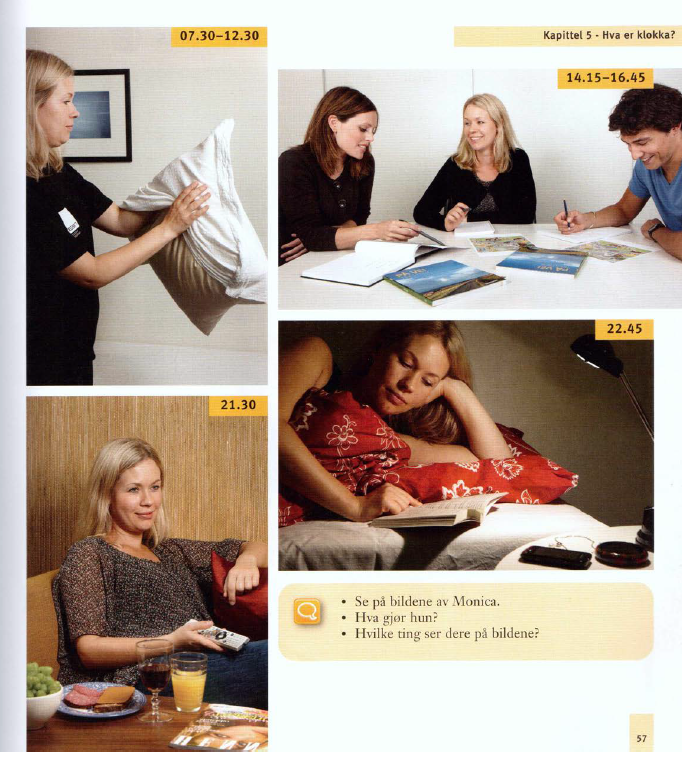 07.30–12.30
Kapittel 5 - Hva er klokka?
14.15–16.45
22.45
21.30
• Se på bildene av Monica.
• Hva gjør hun?
• Hvilke ting ser dere på bildene?
57